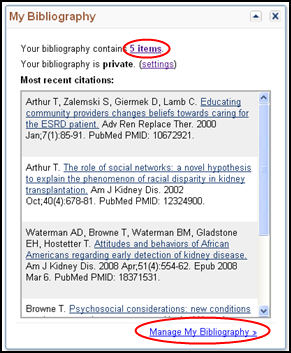 My Bibliography
Your bibliography contains 5 items.
Your bibliography is private. (settings)
Most recent citations:
Arthur T, Zalemski S, Giermek D, Lamb C. Educating
community providers changes beliefs towards caring for
the ESRD patient. Adv Ren Replace Ther. 2000
Jan;7(1):85-91. PubMed PMID: 10672921.
Arthur T. The role of social networks: a novel hypothesis
to explain the phenomenon of racial disparity in kidney
transplantation. Am J Kidney Dis. 2002
Oct;40(4):678-81. PubMed PMID: 12324900.
Waterman AD, Browne T, Waterman BM, Gladstone
EH, Hostetter T. Attitudes and behaviors of African
Americans regarding early detection of kidney disease.
Am J Kidney Dis. 2008 Apr;51(4):554-62. Epub 2008
Mar 6. PubMed PMID: 18371531.
Browne T. Psychosocial considerations: new conditions
Manage My Bibliography »